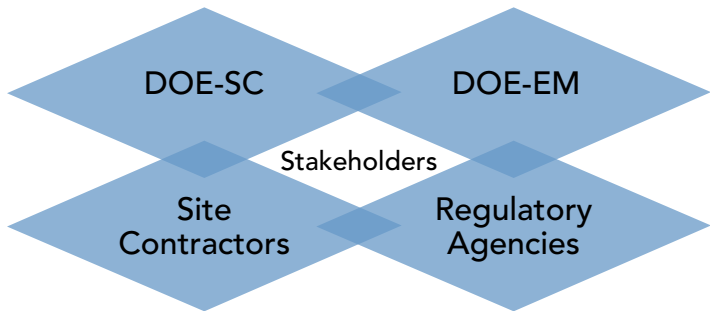 DOE-SC
DOE-EM
Stakeholders
Site
Contractors
Regulatory
Agencies